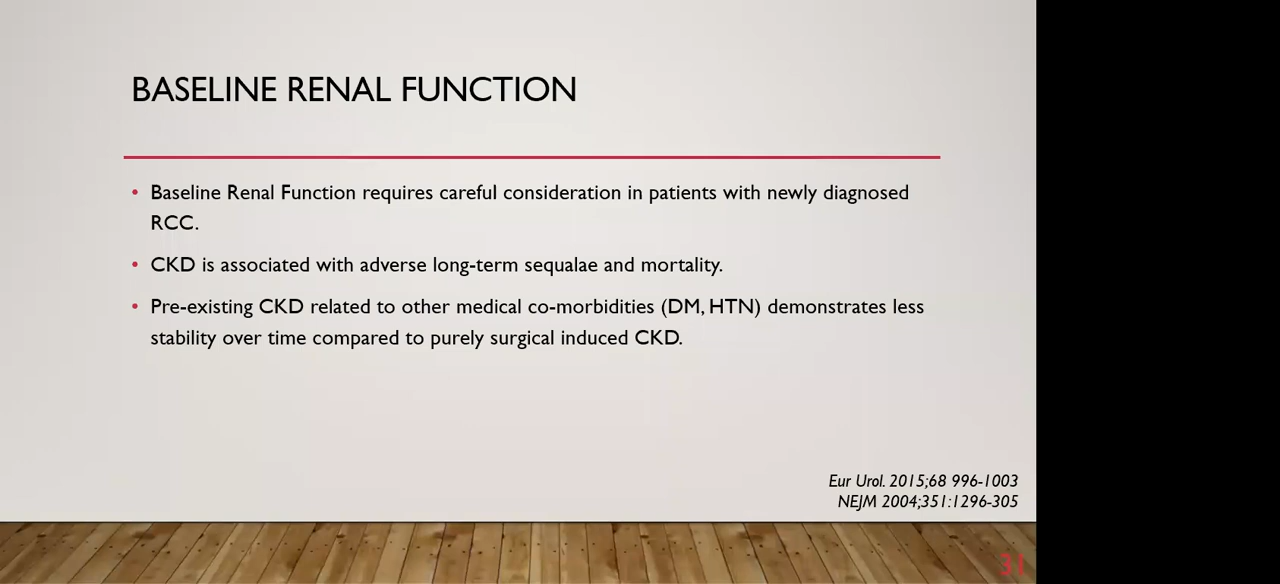 BASELINE RENAL FUNCTION
• Baseline Renal Function requires careful consideration in patients with newly diagnosed
RCC.
• CKD is associated with adverse long-term sequalae and mortality.
• Pre-existing CKD related to other medical co-morbidities (DM, HTN) demonstrates less
stability over time compared to purely surgical induced CKD.
Eur Urol. 2015;68 996-1003
NEJM 2004;351:1296-305
31